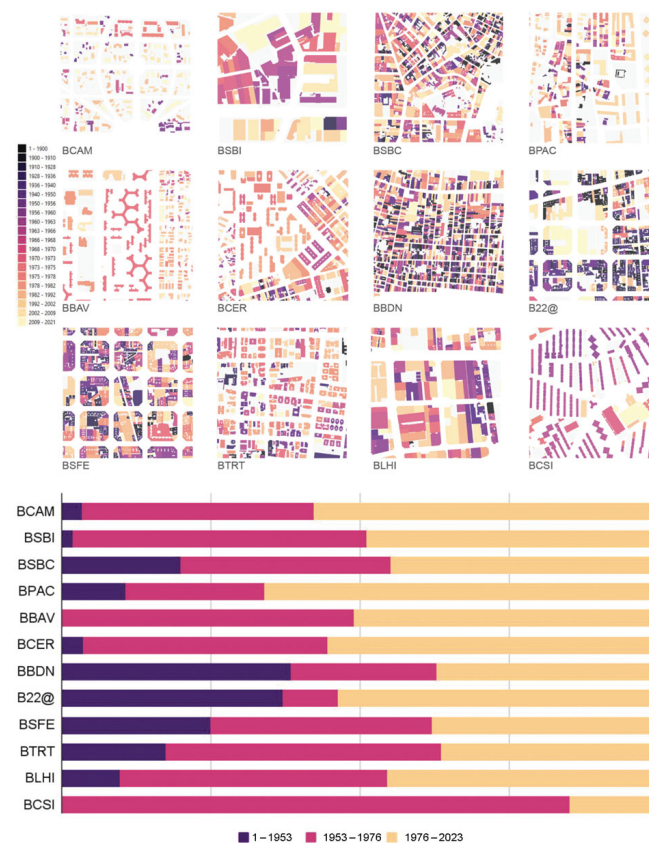 BCAM
BSBI
BSBC
BPAC
1 - 1900
1900 - 1910
1910 - 1928
1928 - 1936
1936 - 1940
1940 - 1950
1950 - 1956
1956 - 1960
1960 - 1963
1963 - 1966
1966 - 1968
1968 - 1970
1970 - 1973
1973 - 1975
1975 - 1978
1978 - 1982
1982 - 1992
1992 - 2002
2002 - 2009
2009 - 2021
BBAV
BCER
BBDN
B22@
BSFE
BTRT
BLHI
BCSI
BCAM
BSBI
BSBC
BPAC
BBAV
BCER
BBDN
B22@
BSFE
BTRT
BLHI
BCSI
1 – 1953
1953 – 1976
1976 – 2023